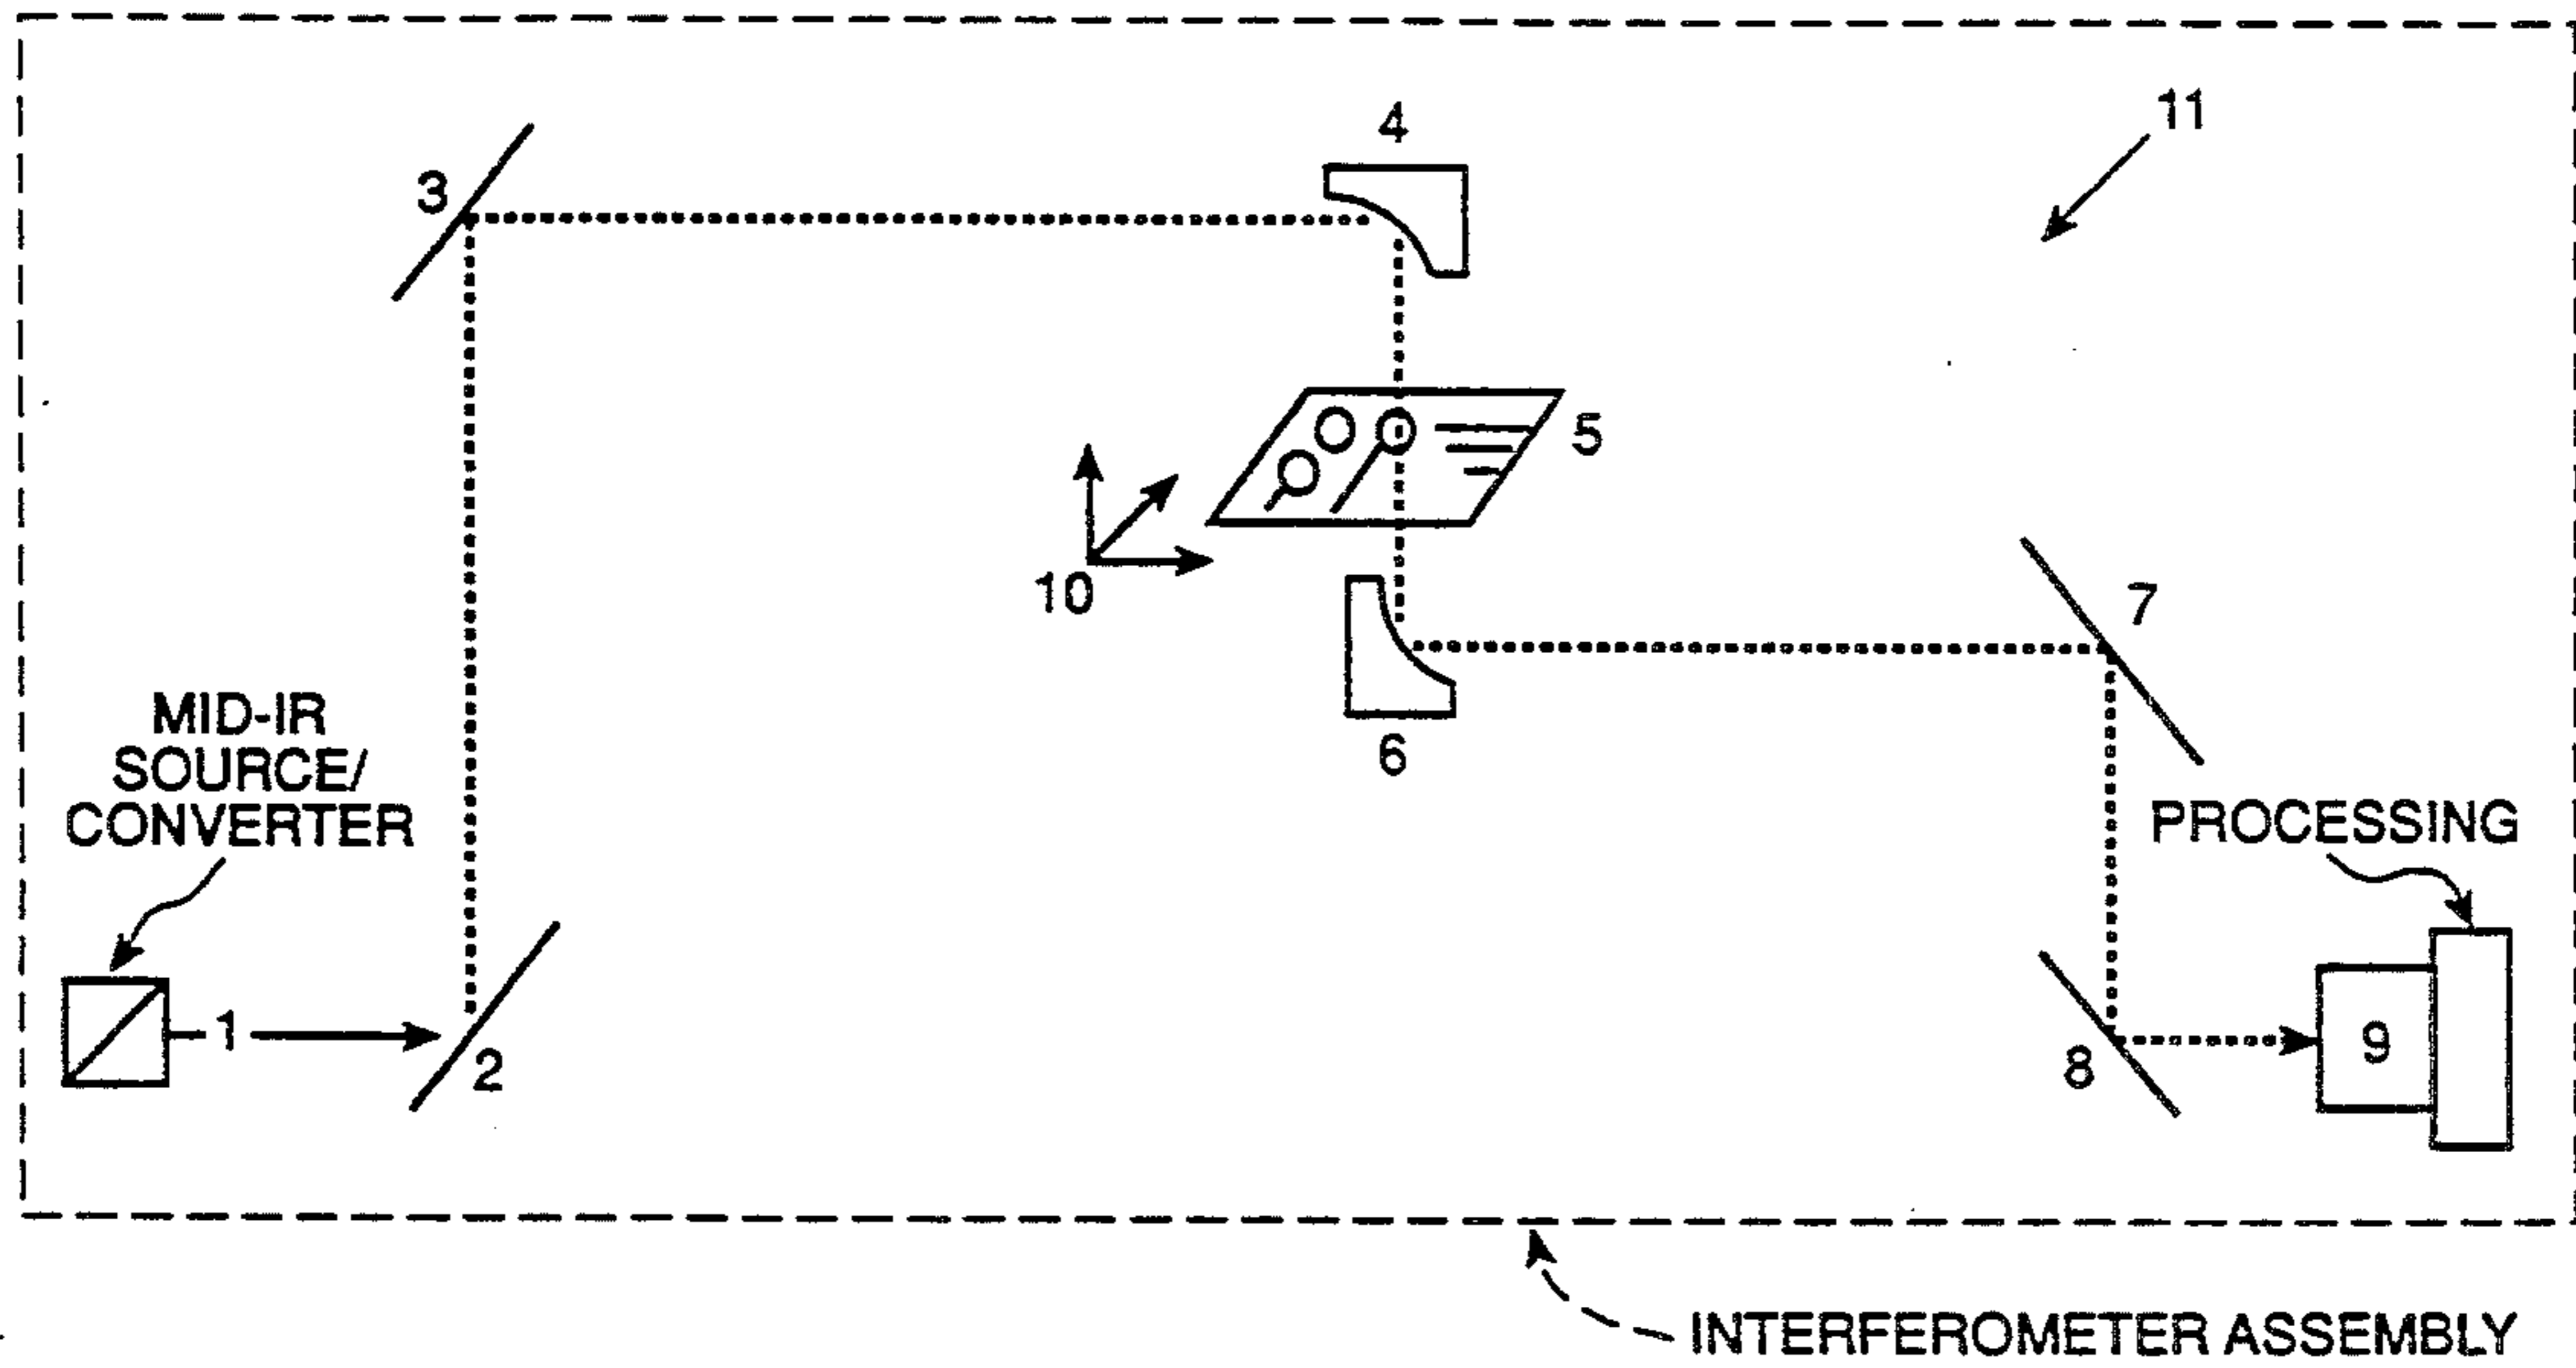 4
11
3
5
10
7
6
MID-IR
SOURCE/
CONVERTER
PROCESSING
1
2
8
9
INTERFEROMETER ASSEMBLY